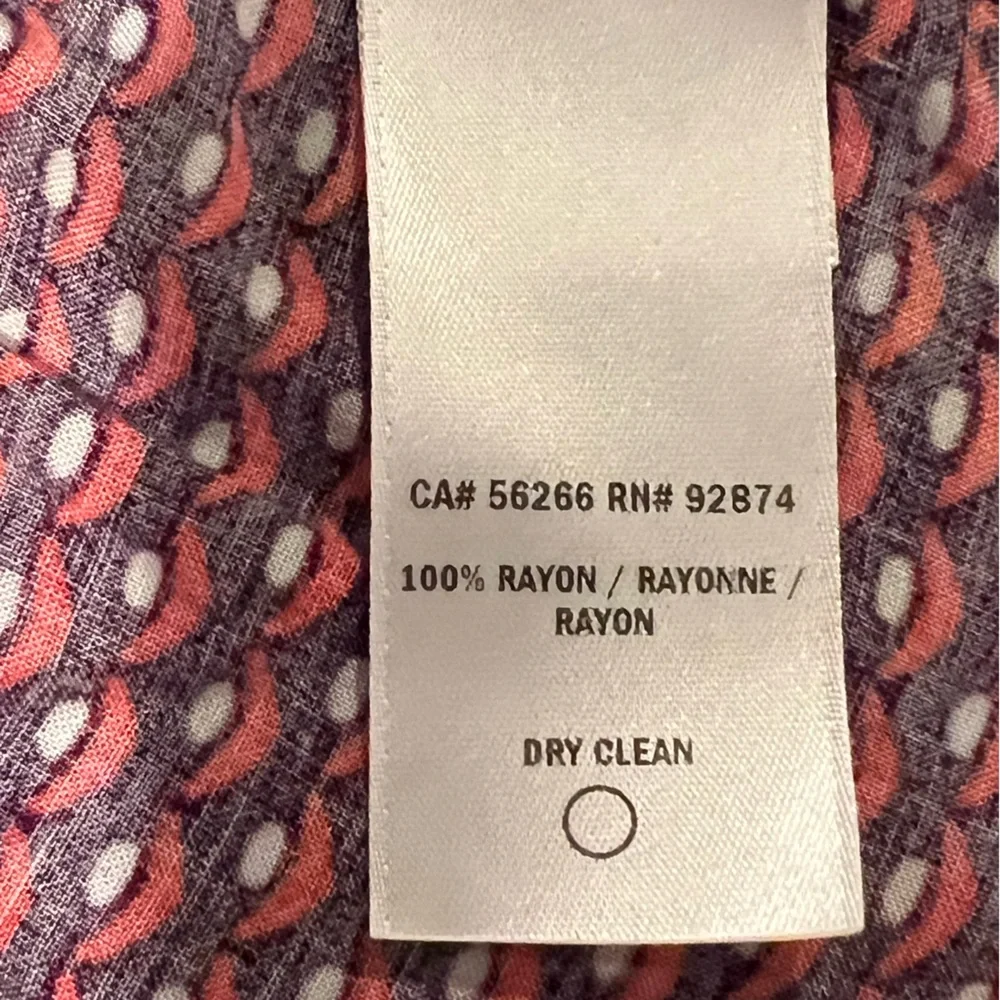 CA# 56266 RN# 92874
100% RAYON / RAYONNE /
RAYON
DRY CLEAN